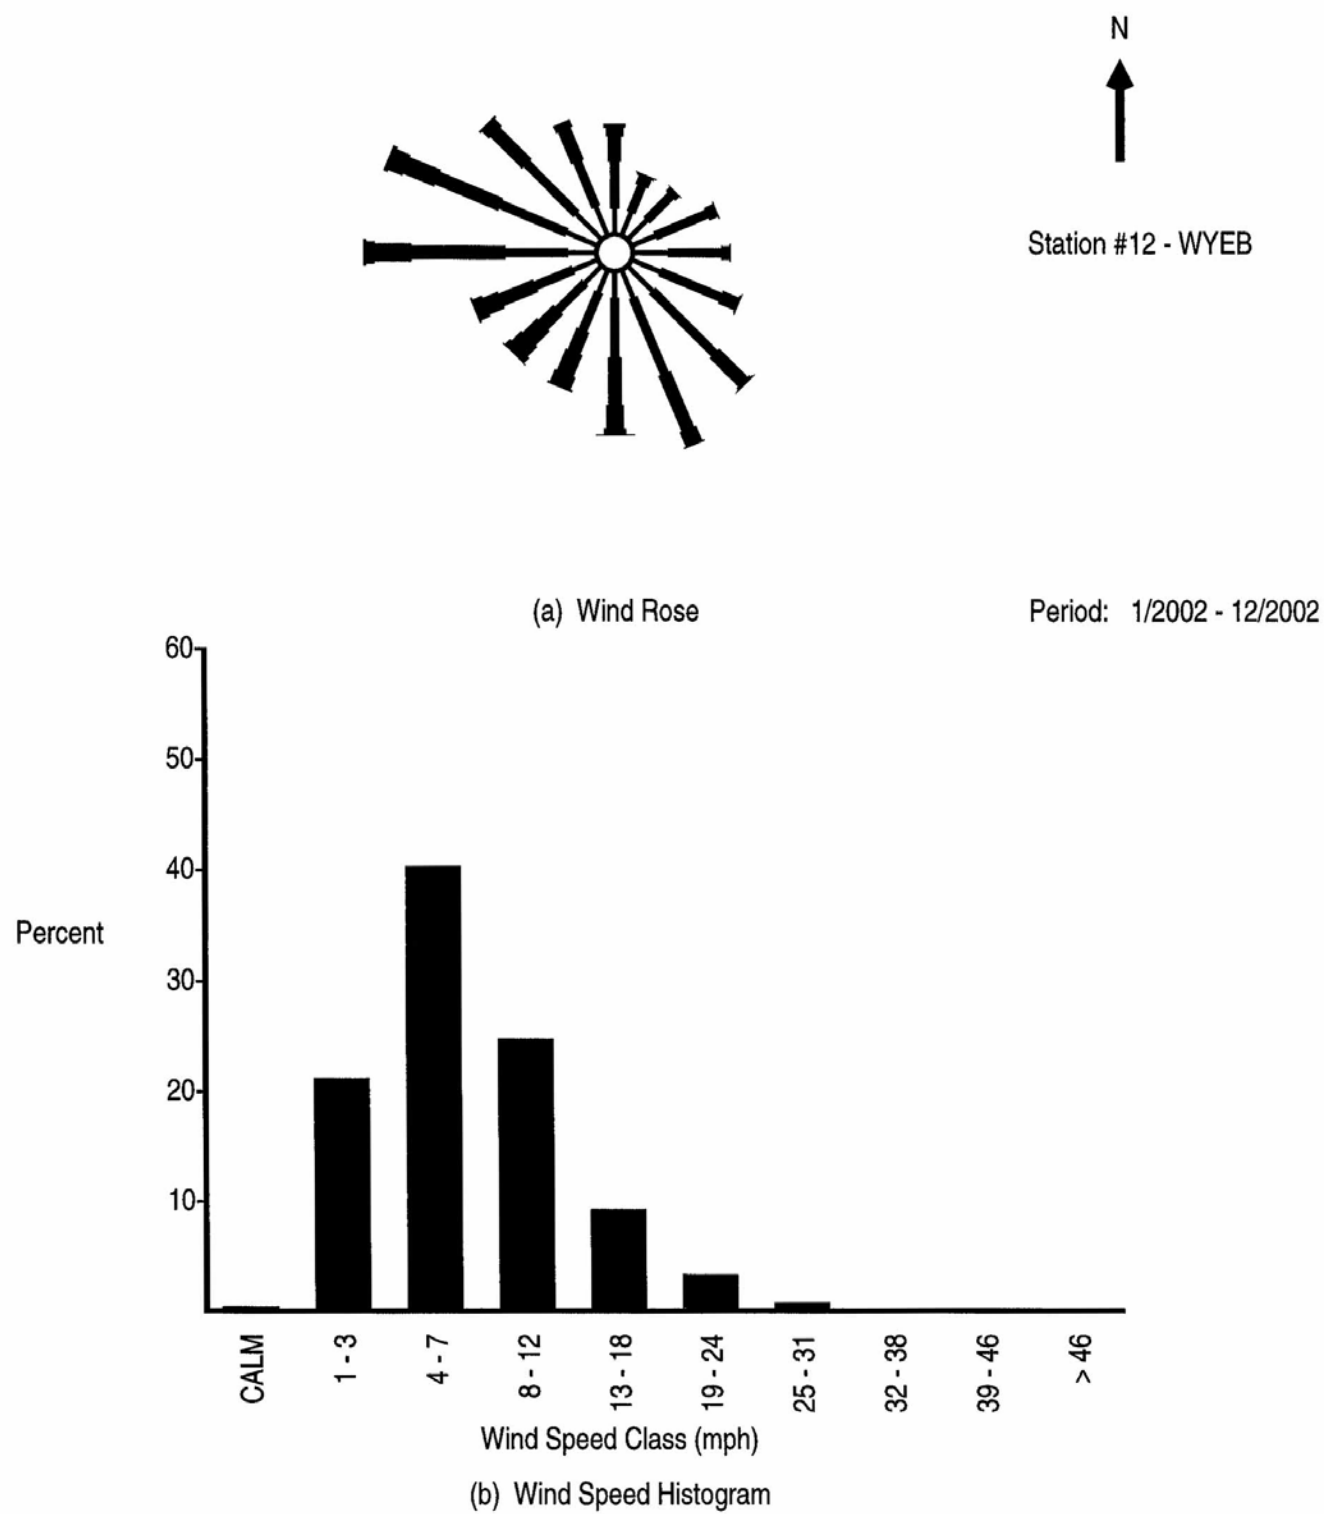 N
Station #12 - WYEB
(a) Wind Rose
Period: 1/2002 - 12/2002
60
50
40
30
20
10
Percent
CALM
1 - 3
4 - 7
8 - 12
13 - 18
19 - 24
25 - 31
32 - 38
39 - 46
> 46
Wind Speed Class (mph)
(b) Wind Speed Histogram